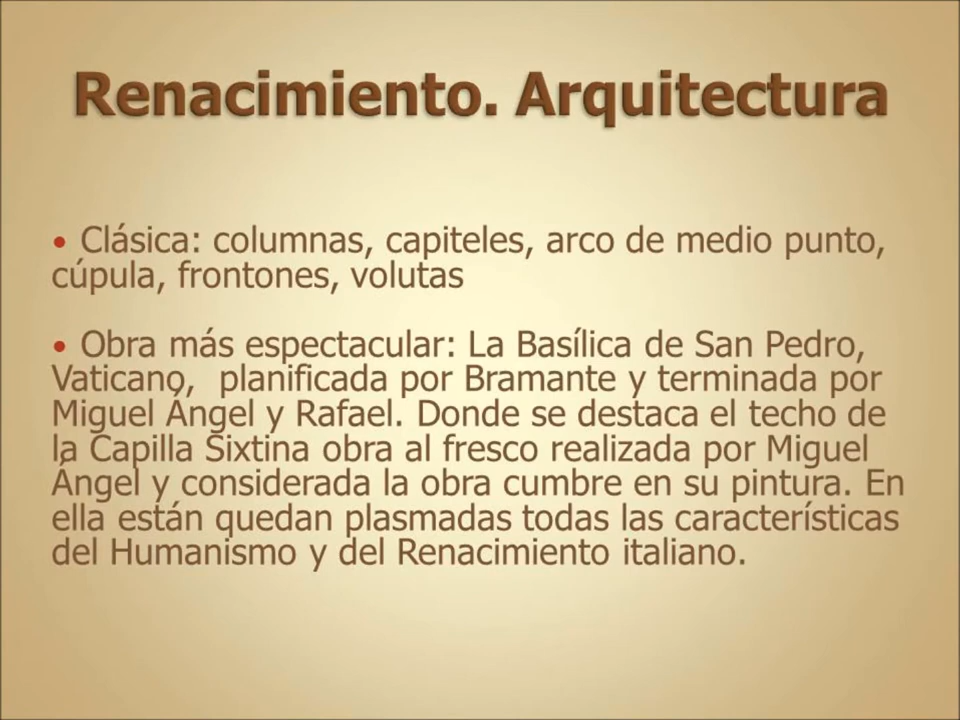 Renacimiento. Arquitectura
• Clásica: columnas, capiteles, arco de medio punto,
cúpula, frontones, volutas
• Obra más espectacular: La Basílica de San Pedro,
Vaticano,  planificada por Bramante y terminada por
Miguel Ángel y Rafael. Donde se destaca el techo de
la Capilla Sixtina obra al fresco realizada por Miguel
Ángel y considerada la obra cumbre en su pintura. En
ella están quedan plasmadas todas las características
del Humanismo y del Renacimiento italiano.